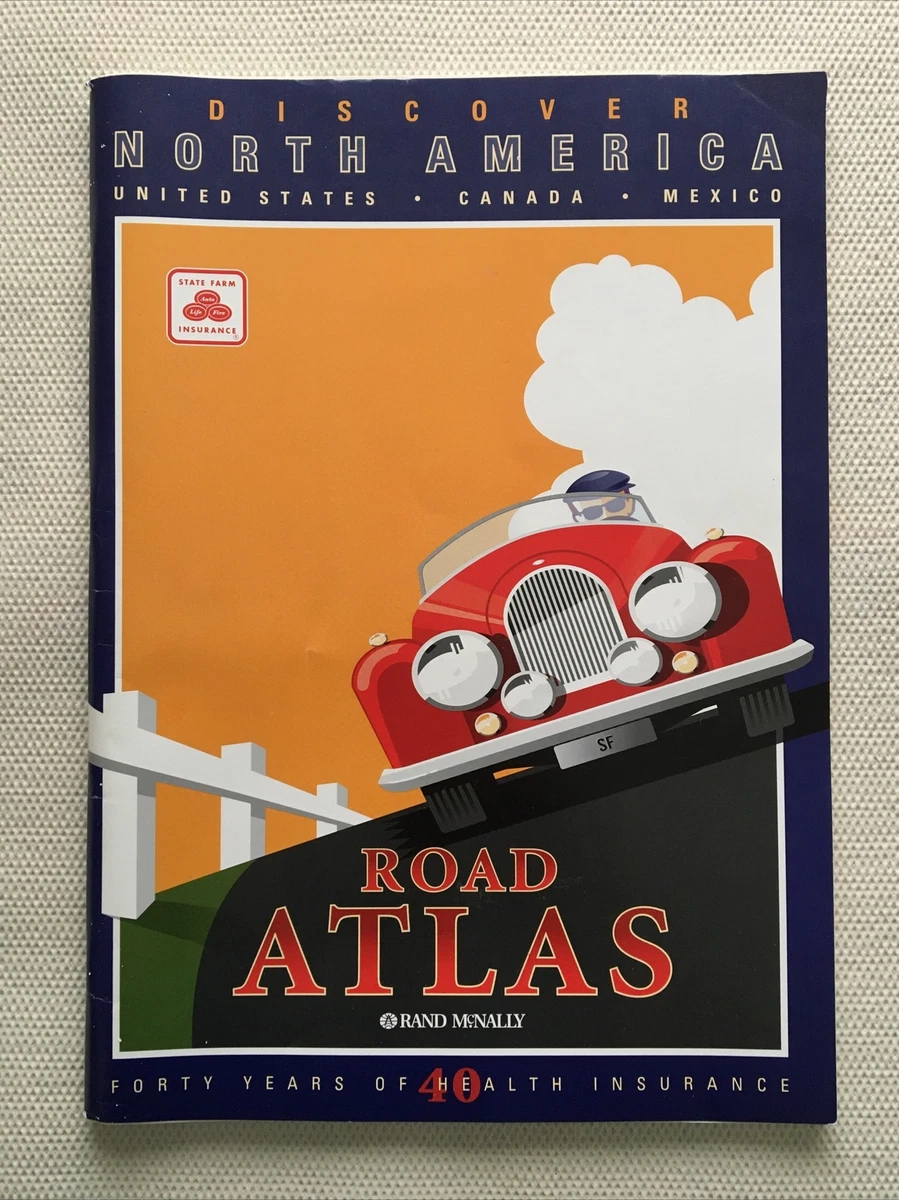 DISCOVER
NORTH AMERICA
UNITED STATES • CANADA • MEXICO
STATE FARM
Auto
Life Fire
INSURANCE
®
SF
ROAD
ATLAS
RAND McNALLY
FORTY YEARS OF HEALTH INSURANCE
40